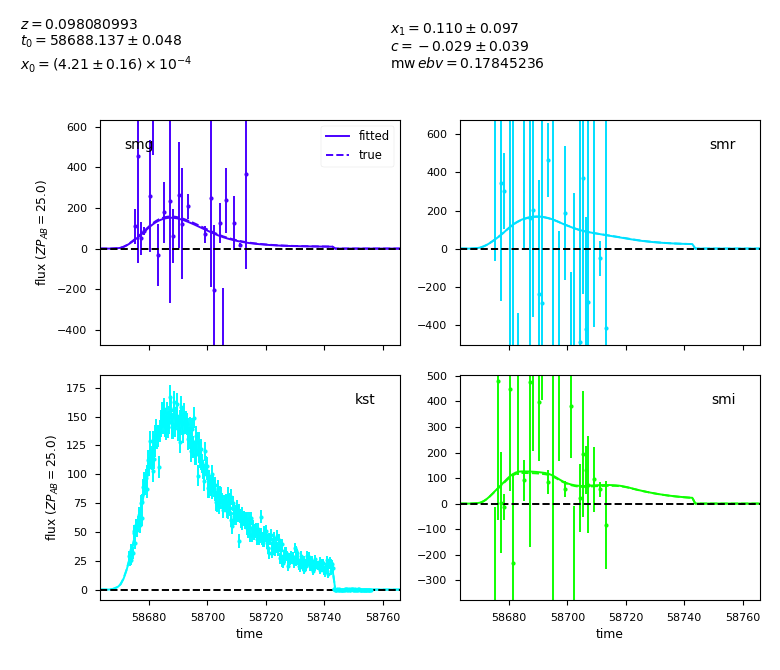 z = 0.098080993
t₀ = 58688.137 ± 0.048
x₀ = (4.21 ± 0.16) × 10⁻⁴
x₁ = 0.110 ± 0.097
c = −0.029 ± 0.039
mw ebv = 0.17845236
smg
fitted
true
flux (ZP_AB = 25.0)
600
400
200
0
−200
−400
smr
600
400
200
0
−200
−400
kst
flux (ZP_AB = 25.0)
175
150
125
100
75
50
25
0
58680 58700 58720 58740 58760
time
smi
500
400
300
200
100
0
−100
−200
−300
58680 58700 58720 58740 58760
time